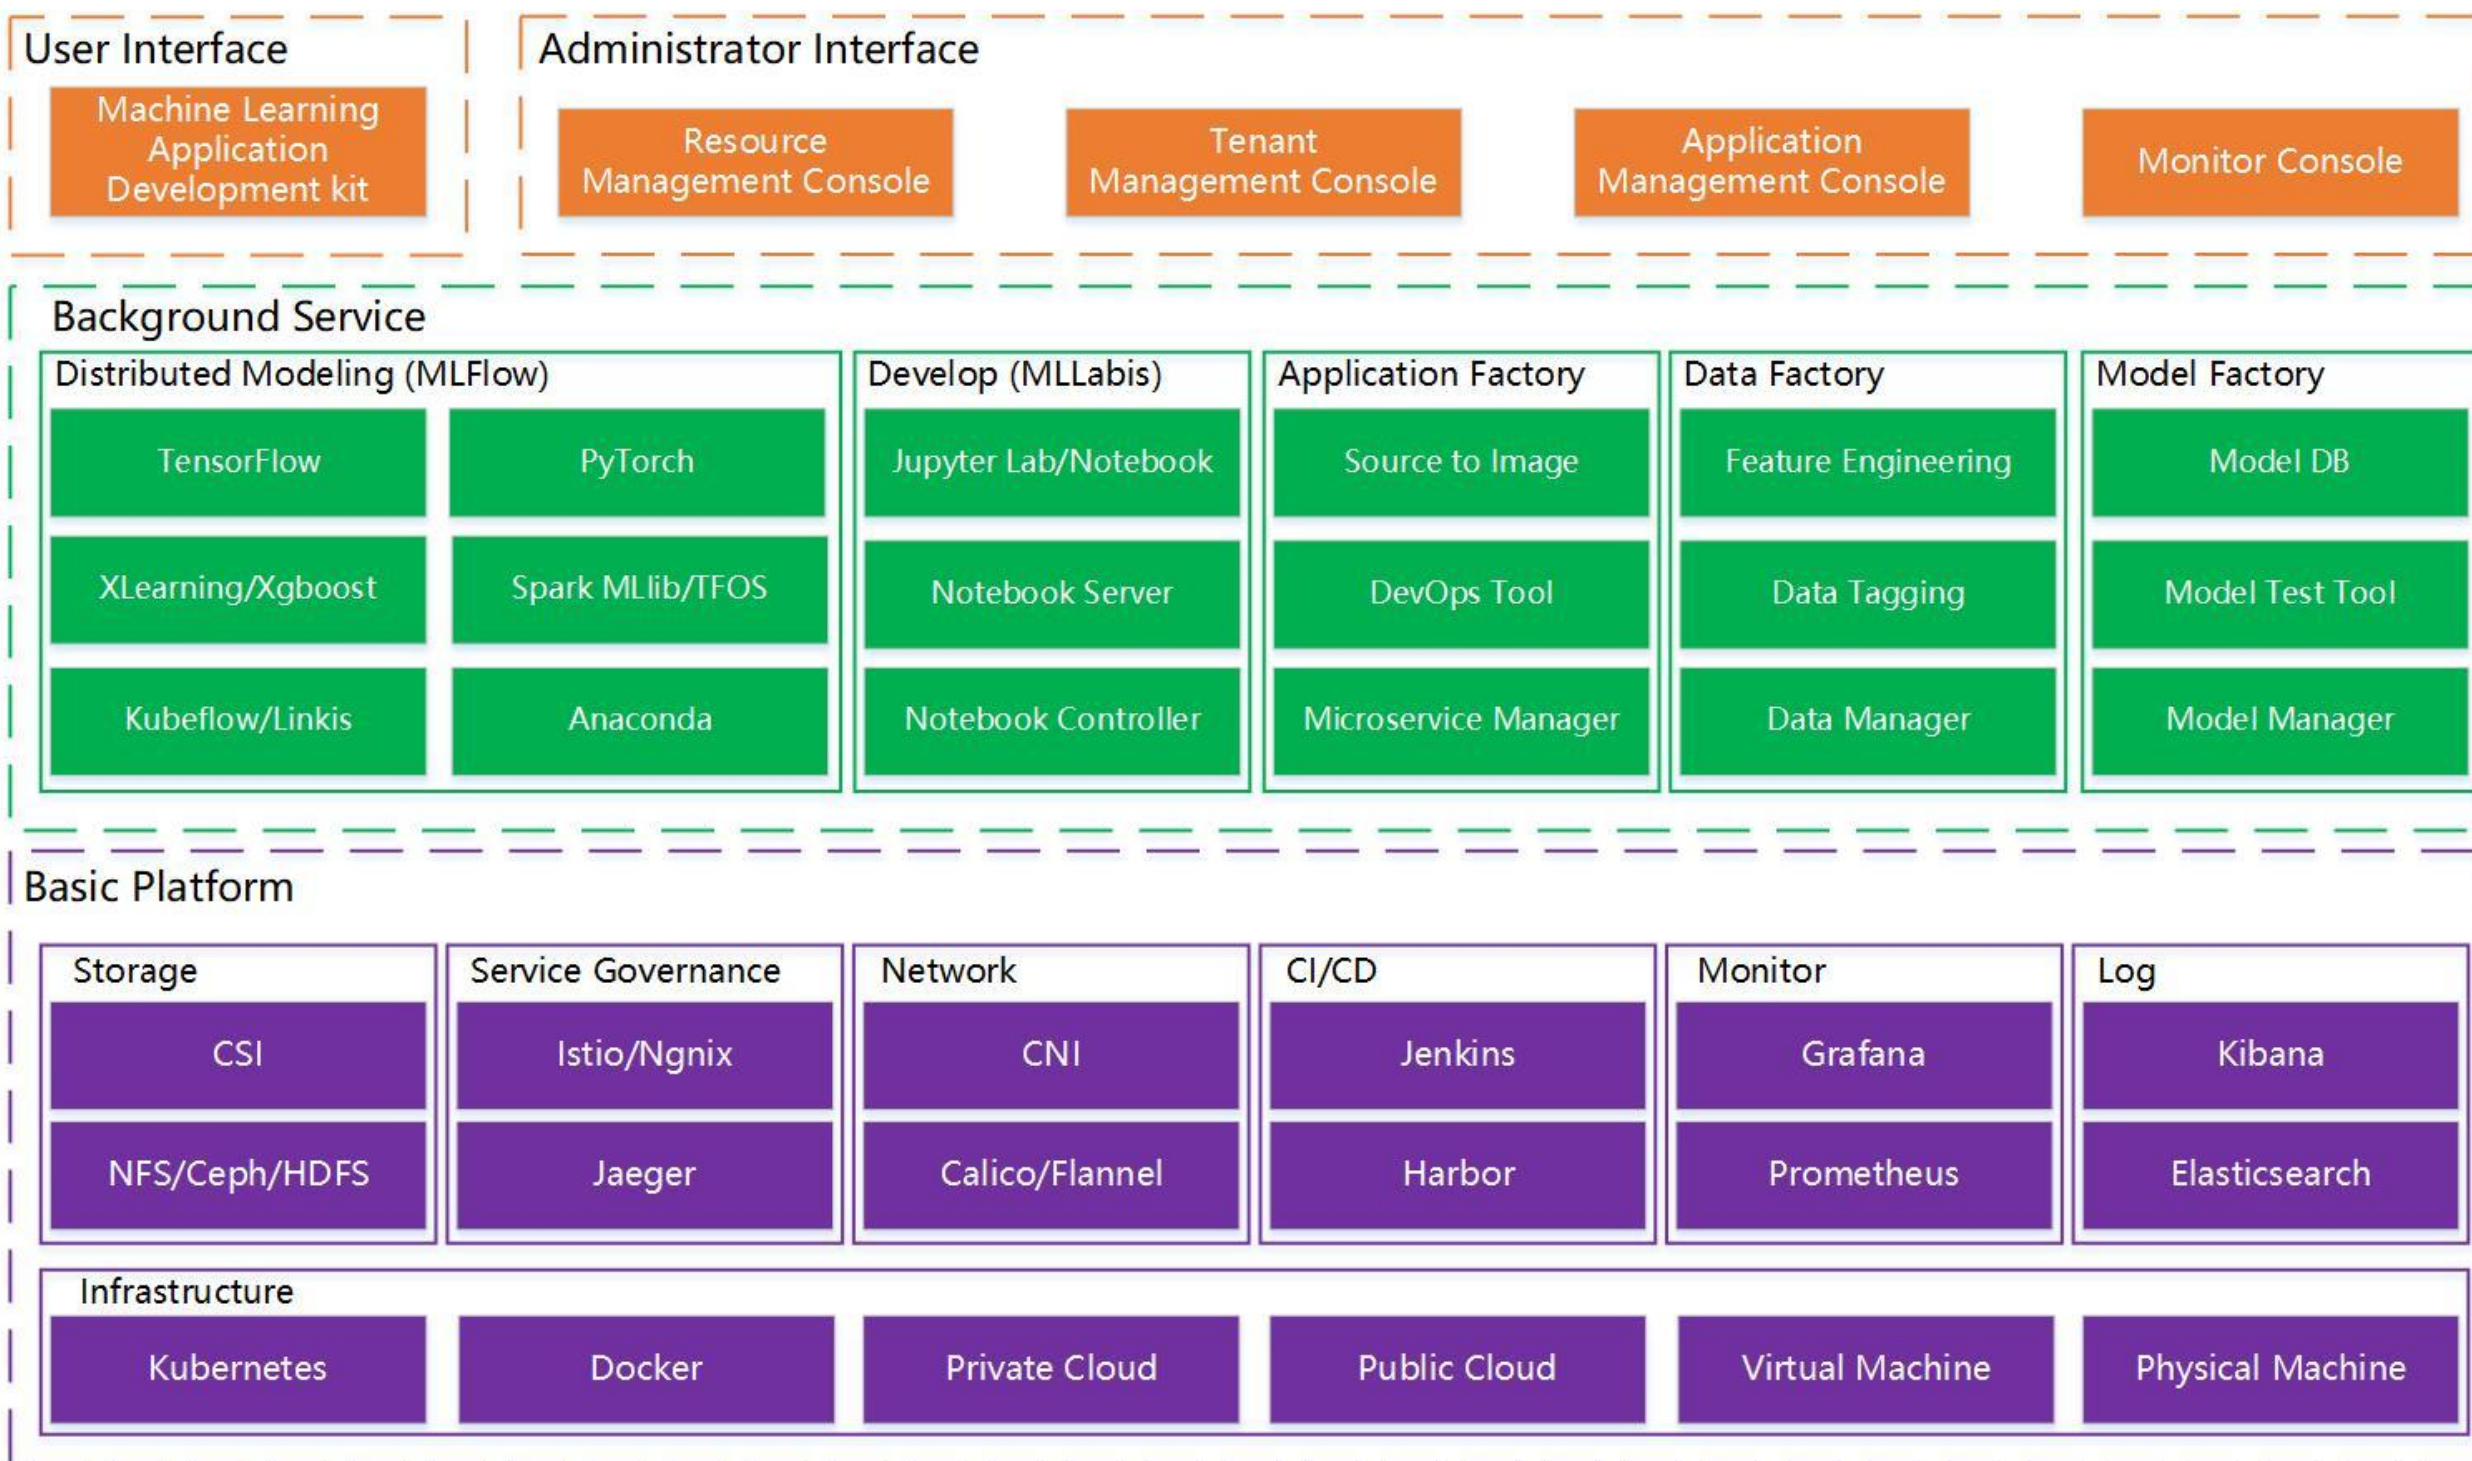 User Interface
Administrator Interface
Machine Learning
Application
Development kit
Resource
Management Console
Tenant
Management Console
Application
Management Console
Monitor Console
Background Service
Distributed Modeling (MLFlow)
Develop (MLLabis)
Application Factory
Data Factory
Model Factory
TensorFlow
PyTorch
Jupyter Lab/Notebook
Source to Image
Feature Engineering
Model DB
XLearning/Xgboost
Spark MLlib/TFOS
Notebook Server
DevOps Tool
Data Tagging
Model Test Tool
Kubeflow/Linkis
Anaconda
Notebook Controller
Microservice Manager
Data Manager
Model Manager
Basic Platform
Storage
Service Governance
Network
CI/CD
Monitor
Log
CSI
Istio/Ngnix
CNI
Jenkins
Grafana
Kibana
NFS/Ceph/HDFS
Jaeger
Calico/Flannel
Harbor
Prometheus
Elasticsearch
Infrastructure
Kubernetes
Docker
Private Cloud
Public Cloud
Virtual Machine
Physical Machine